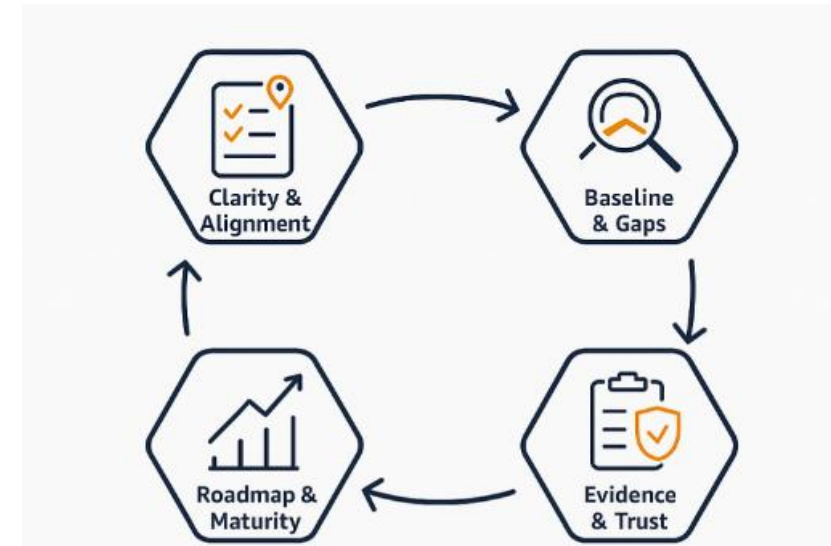 Clarity &
Alignment
Baseline
& Gaps
Roadmap &
Maturity
Evidence
& Trust